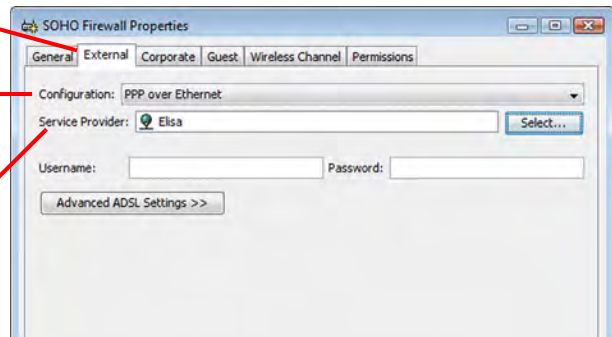 SOHO Firewall Properties
General External Corporate Guest Wireless Channel Permissions
Configuration: PPP over Ethernet
Service Provider: Elisa Select...
Username: Password:
Advanced ADSL Settings >>